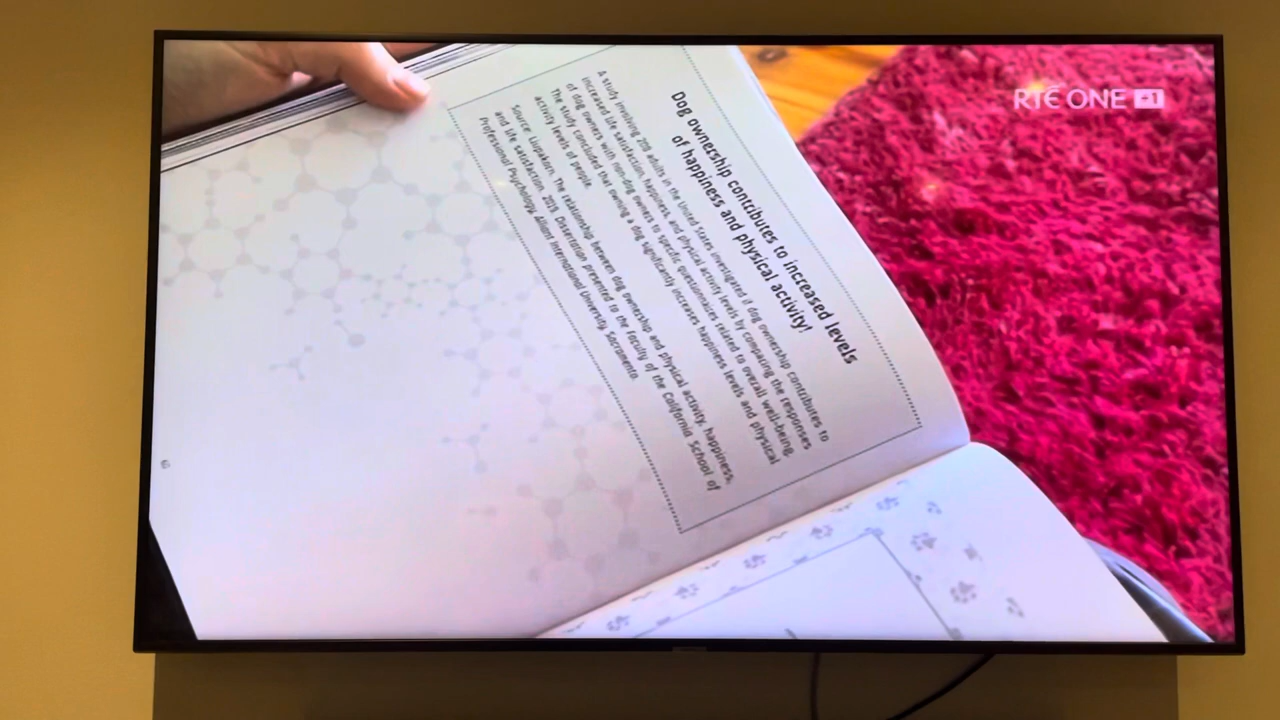 RTÉ ONE +1
Dog ownership contributes to increased levels
of happiness and physical activity!
A study involving 209 adults in the United States investigated if dog ownership contributes to
increased life satisfaction, happiness, and physical activity levels by comparing the responses
of dog owners with non-dog owners to specific questionnaires related to overall well-being.
The study concluded that owning a dog significantly increases happiness levels and physical
activity levels of people.
Source: Lupakorn. The relationship between dog ownership and physical activity, happiness,
and life satisfaction. 2019. Dissertation presented to the Faculty of the California School of
Professional Psychology, Alliant International University, Sacramento.